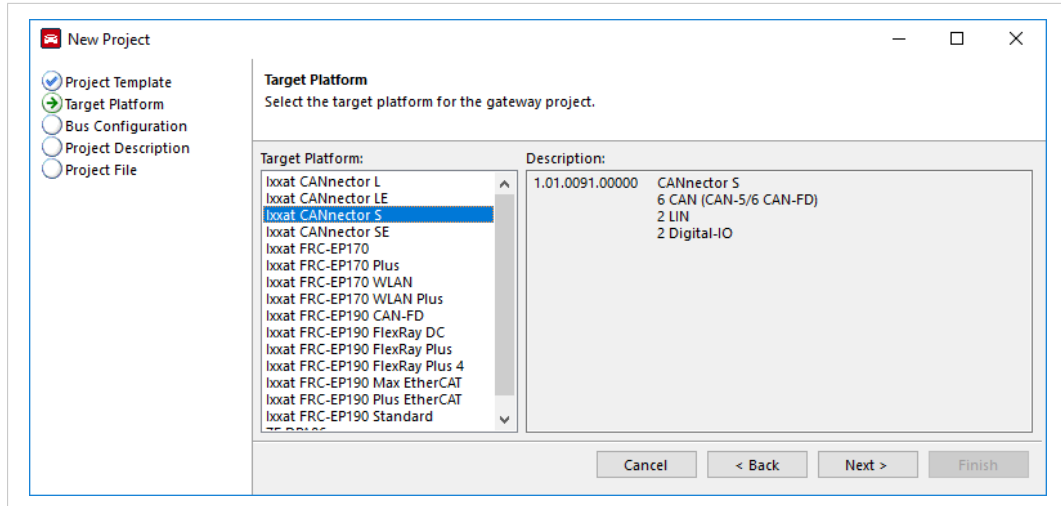 New Project
Project Template
Target Platform
Bus Configuration
Project Description
Project File
Target Platform
Select the target platform for the gateway project.
Target Platform:
Ixxat CANnector L
Ixxat CANnector LE
Ixxat CANnector S
Ixxat CANnector SE
Ixxat FRC-EP170
Ixxat FRC-EP170 Plus
Ixxat FRC-EP170 WLAN
Ixxat FRC-EP170 WLAN Plus
Ixxat FRC-EP190 CAN-FD
Ixxat FRC-EP190 FlexRay DC
Ixxat FRC-EP190 FlexRay Plus
Ixxat FRC-EP190 FlexRay Plus 4
Ixxat FRC-EP190 Max EtherCAT
Ixxat FRC-EP190 Plus EtherCAT
Ixxat FRC-EP190 Standard
Description:
1.01.0091.00000 CANnector S
6 CAN (CAN-5/6 CAN-FD)
2 LIN
2 Digital-IO
Cancel
< Back
Next >
Finish